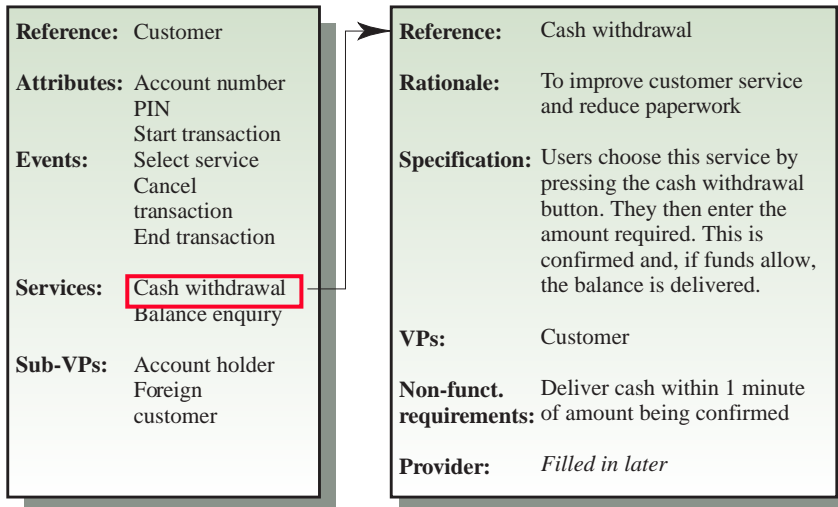 Reference: Customer
Attributes: Account number
PIN
Start transaction
Events: Select service
Cancel
transaction
End transaction
Services: Cash withdrawal
Balance enquiry
Sub-VPs: Account holder
Foreign
customer
Reference: Cash withdrawal
Rationale: To improve customer service
and reduce paperwork
Specification: Users choose this service by
pressing the cash withdrawal
button. They then enter the
amount required. This is
confirmed and, if funds allow,
the balance is delivered.
VPs: Customer
Non-funct. Deliver cash within 1 minute
requirements: of amount being confirmed
Provider: Filled in later